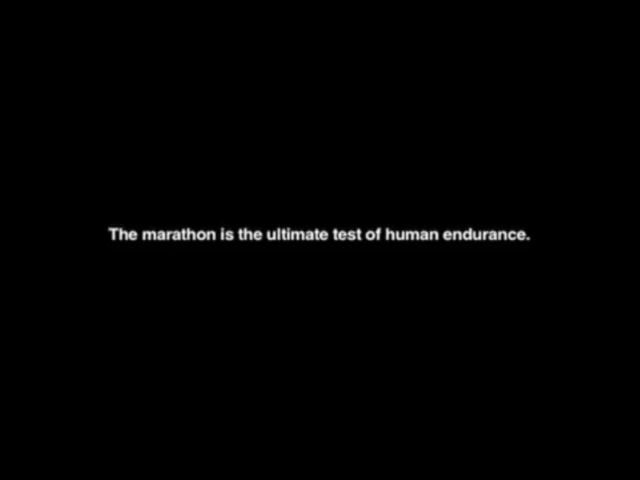 The marathon is the ultimate test of human endurance.